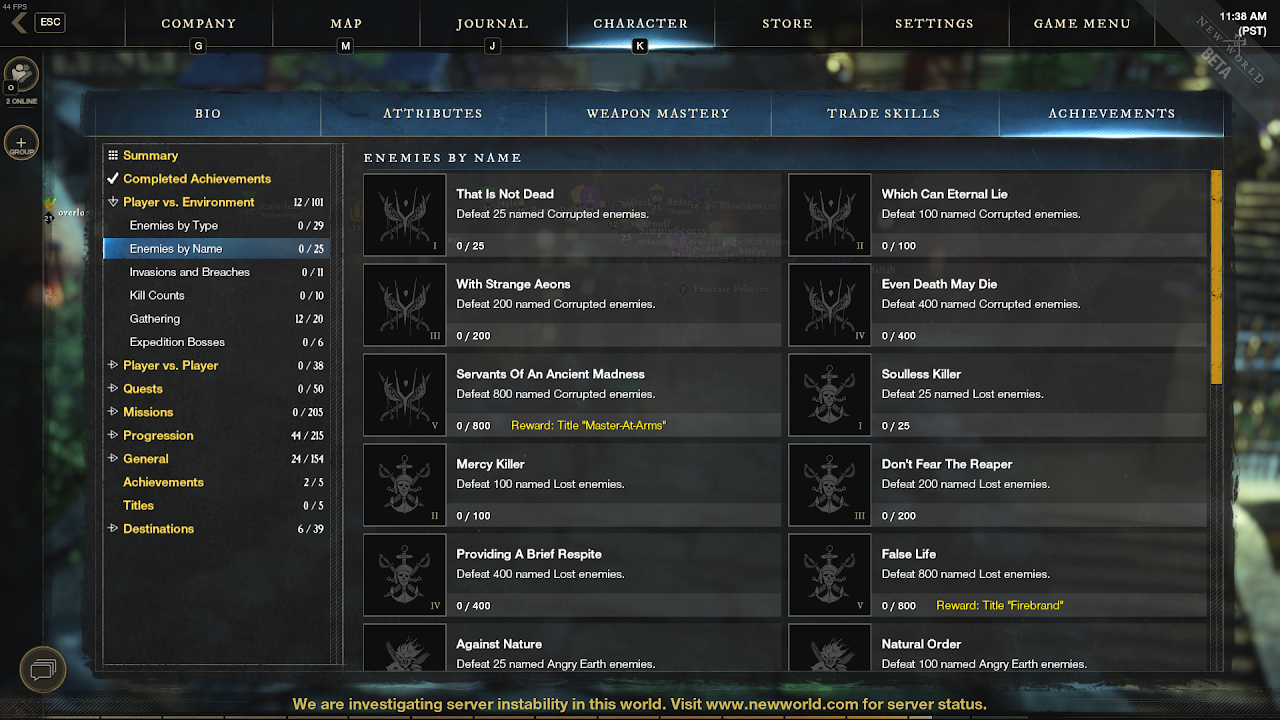 44 FPS
ESC
COMPANY
MAP
JOURNAL
CHARACTER
STORE
SETTINGS
GAME MENU
11:38 AM
(PST)
G
M
J
K
NEW WORLD
BETA
O
2 ONLINE
GROUP
21
overlo
BIO
ATTRIBUTES
WEAPON MASTERY
TRADE SKILLS
ACHIEVEMENTS
Summary
Completed Achievements
Player vs. Environment 12 / 101
Enemies by Type 0 / 29
Enemies by Name 0 / 25
Invasions and Breaches 0 / 11
Kill Counts 0 / 10
Gathering 12 / 20
Expedition Bosses 0 / 6
Player vs. Player 0 / 38
Quests 0 / 50
Missions 0 / 205
Progression 44 / 215
General 24 / 154
Achievements 2 / 5
Titles 0 / 5
Destinations 6 / 39
ENEMIES BY NAME
I
That Is Not Dead
Defeat 25 named Corrupted enemies.
0 / 25
II
Which Can Eternal Lie
Defeat 100 named Corrupted enemies.
0 / 100
III
With Strange Aeons
Defeat 200 named Corrupted enemies.
0 / 200
IV
Even Death May Die
Defeat 400 named Corrupted enemies.
0 / 400
V
Servants Of An Ancient Madness
Defeat 800 named Corrupted enemies.
0 / 800 Reward: Title "Master-At-Arms"
I
Soulless Killer
Defeat 25 named Lost enemies.
0 / 25
II
Mercy Killer
Defeat 100 named Lost enemies.
0 / 100
III
Don't Fear The Reaper
Defeat 200 named Lost enemies.
0 / 200
IV
Providing A Brief Respite
Defeat 400 named Lost enemies.
0 / 400
V
False Life
Defeat 800 named Lost enemies.
0 / 800 Reward: Title "Firebrand"
Against Nature
Defeat 25 named Angry Earth enemies.
Natural Order
Defeat 100 named Angry Earth enemies.
We are investigating server instability in this world. Visit www.newworld.com for server status.